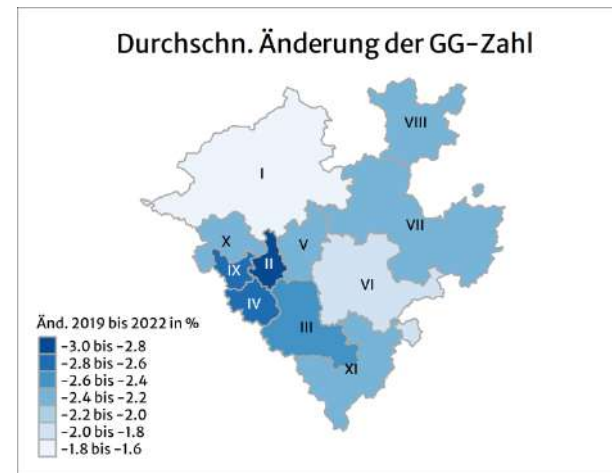 Durchschn. Änderung der GG-Zahl
VIII
I
VII
X
V
IX
II
VI
IV
III
XI
Änd. 2019 bis 2022 in %
-3.0 bis -2.8
-2.8 bis -2.6
-2.6 bis -2.4
-2.4 bis -2.2
-2.2 bis -2.0
-2.0 bis -1.8
-1.8 bis -1.6